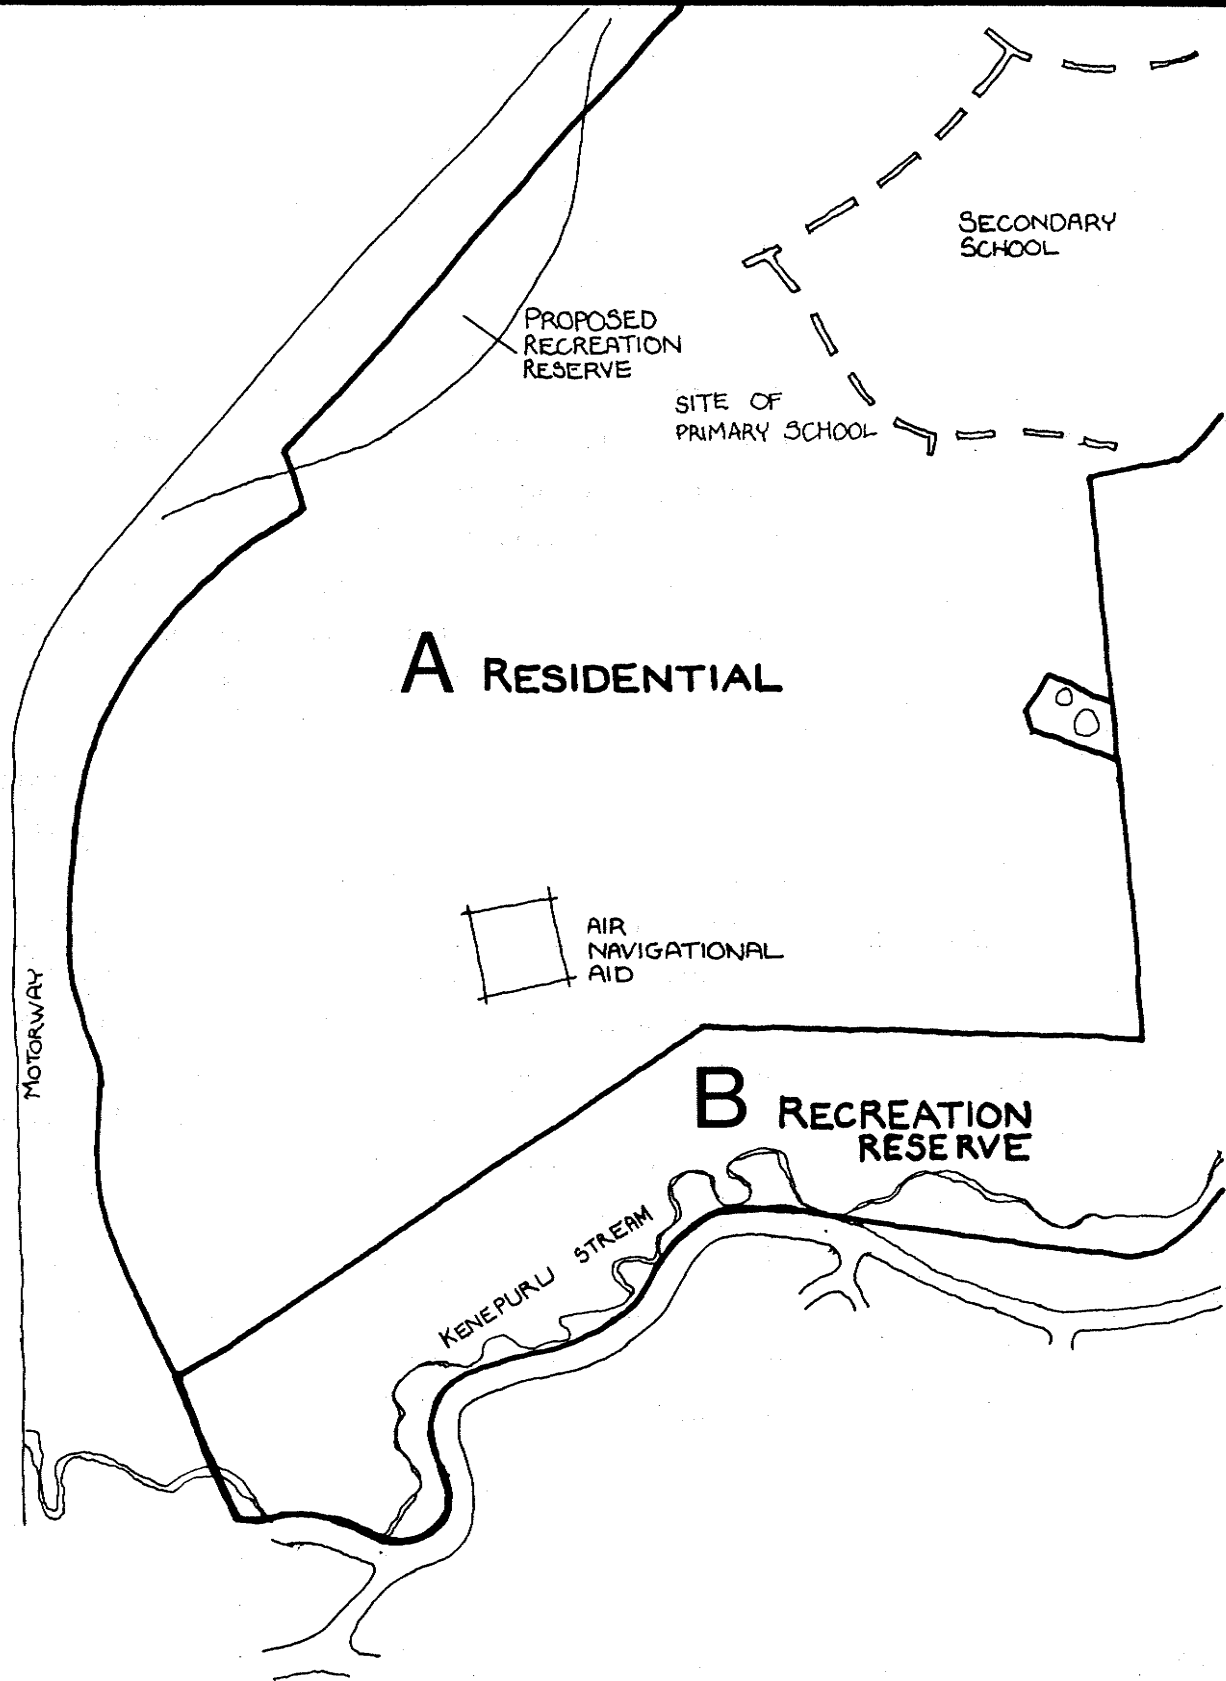 SECONDARY
SCHOOL
PROPOSED
RECREATION
RESERVE
SITE OF
PRIMARY SCHOOL
A RESIDENTIAL
AIR
NAVIGATIONAL
AID
MOTORWAY
B RECREATION
RESERVE
KENEPURU STREAM